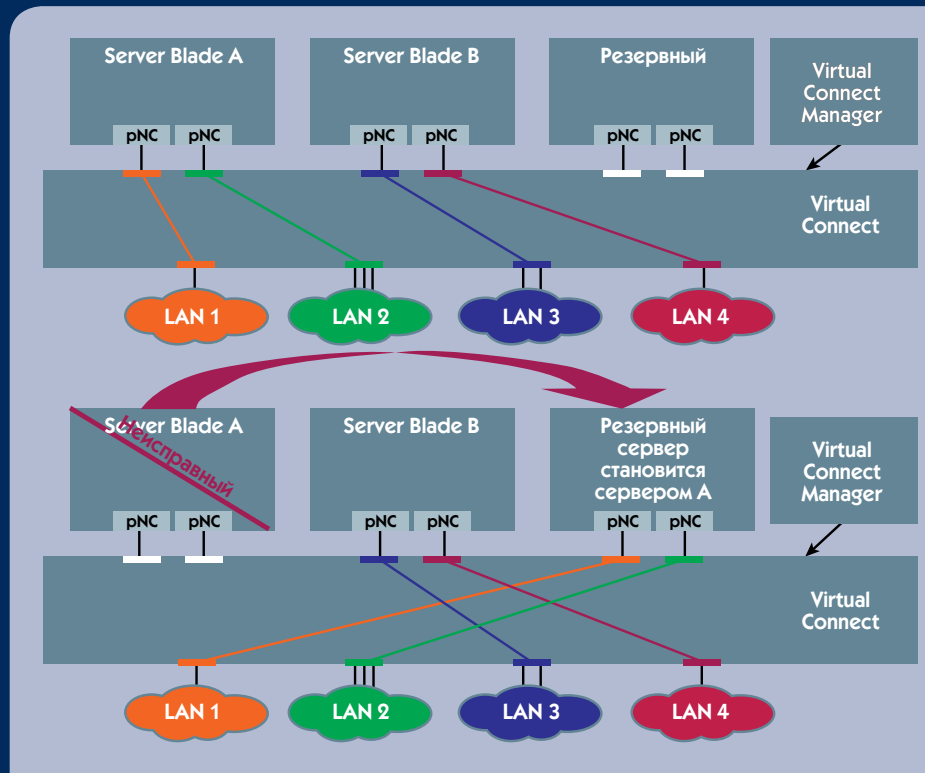 Server Blade A
Server Blade B
Резервный
Virtual
Connect
Manager
pNC
pNC
pNC
pNC
pNC
pNC
Virtual
Connect
LAN 1
LAN 2
LAN 3
LAN 4
Server Blade A
Неисправный
Server Blade B
Резервный
сервер
становится
сервером А
Virtual
Connect
Manager
pNC
pNC
pNC
pNC
pNC
pNC
Virtual
Connect
LAN 1
LAN 2
LAN 3
LAN 4